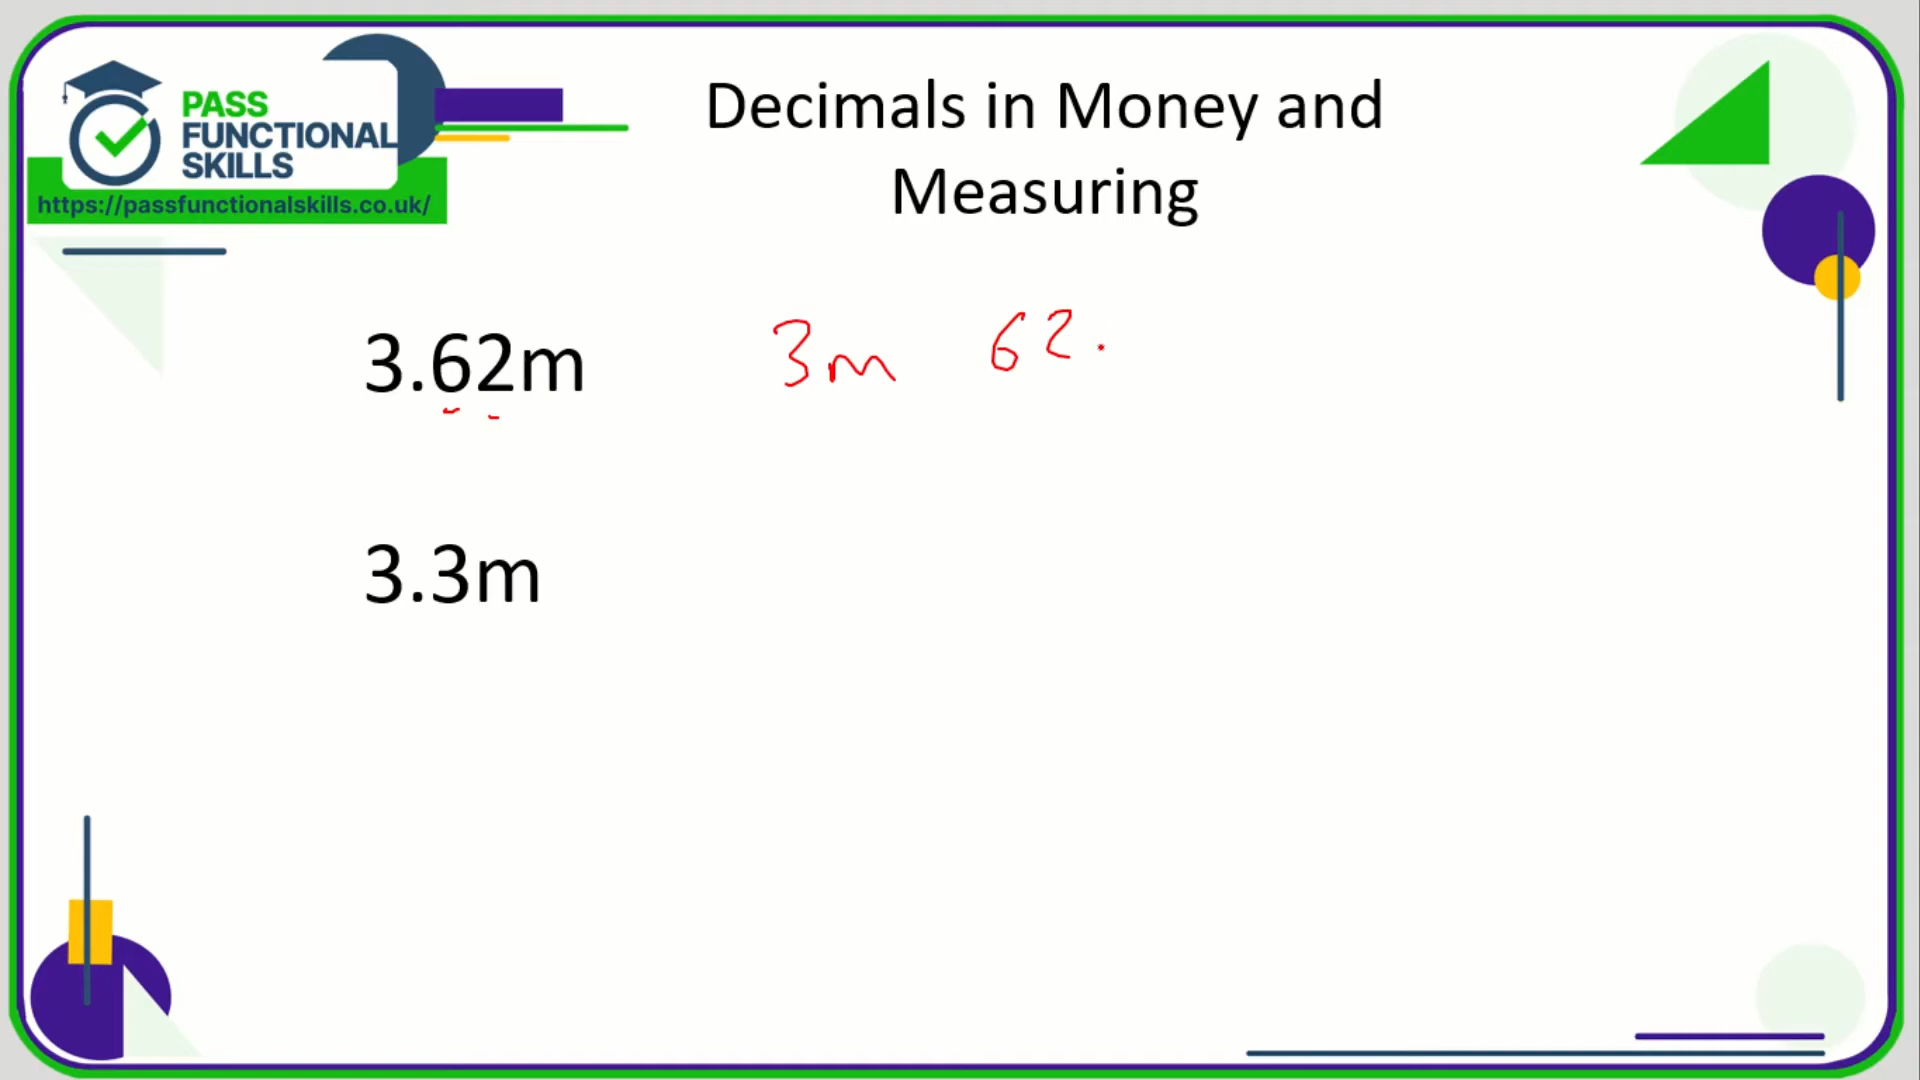 PASS
FUNCTIONAL
SKILLS
https://passfunctionalskills.co.uk/
Decimals in Money and
Measuring
3.62m 3m 62.
3.3m